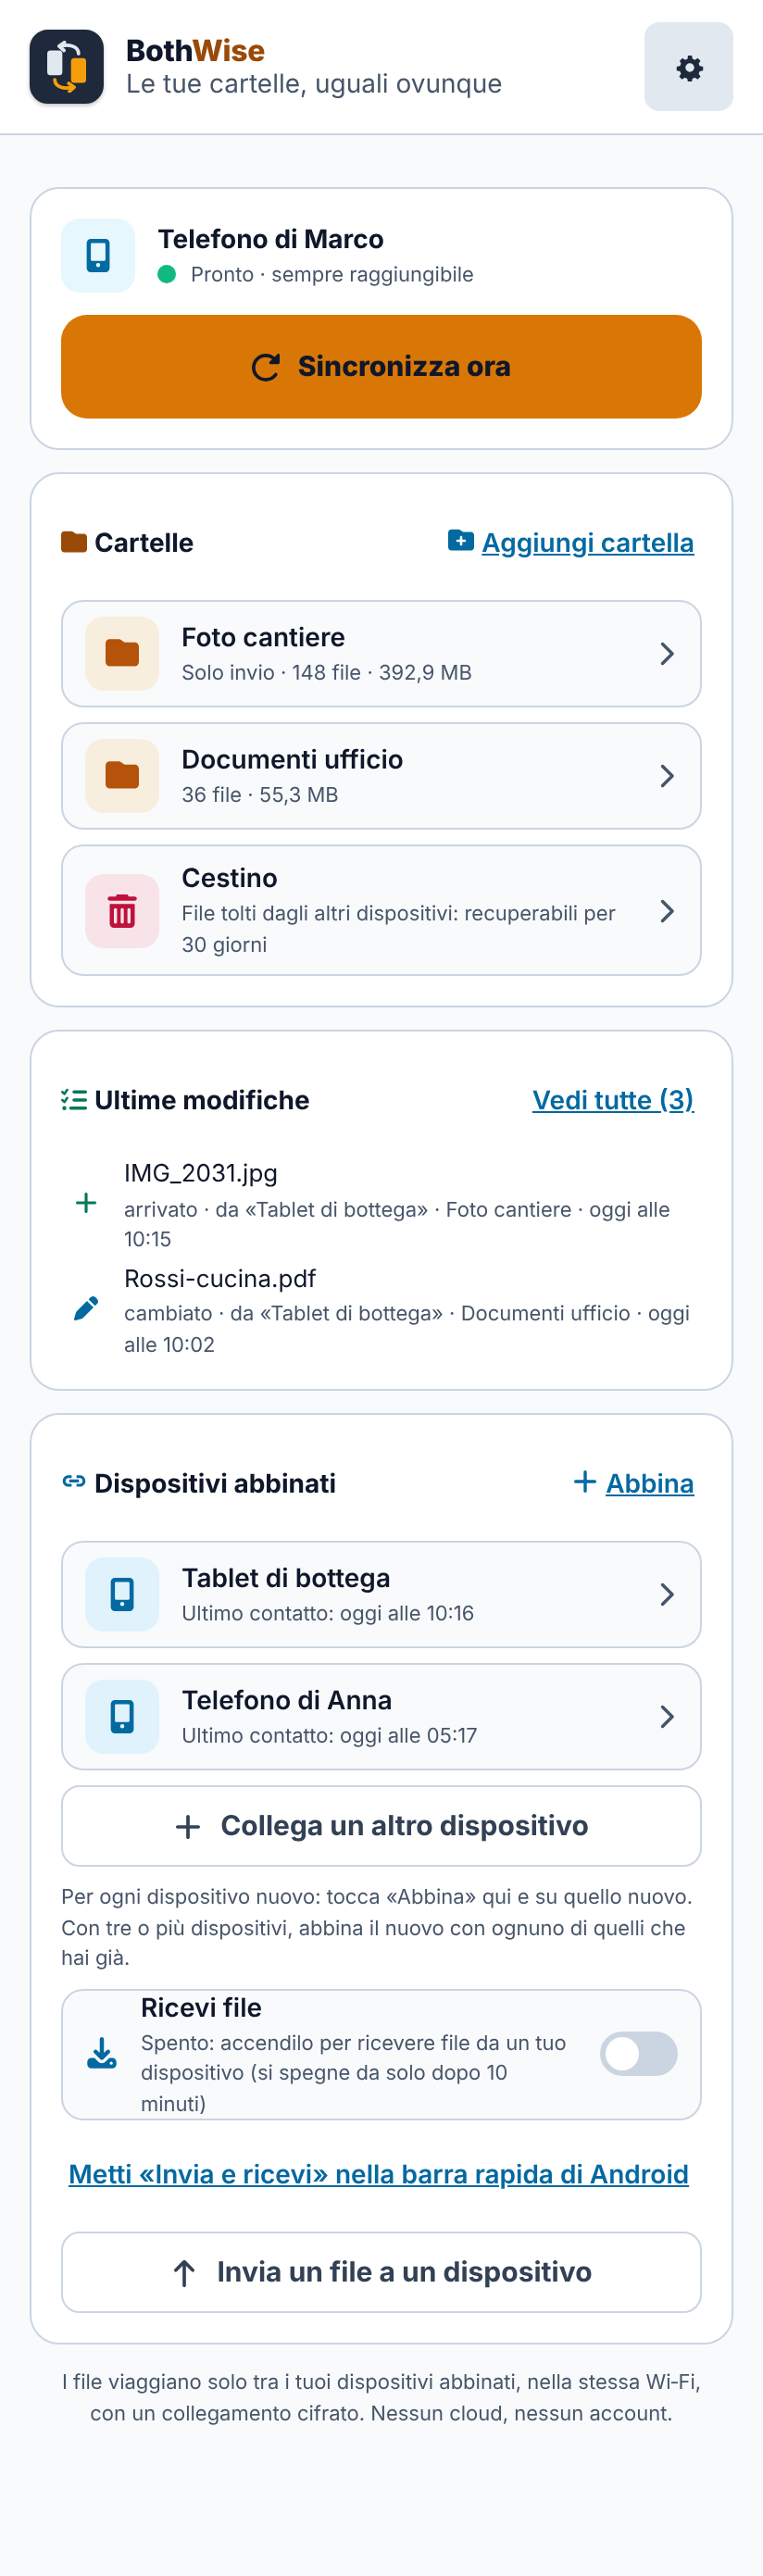 BothWise
Le tue cartelle, uguali ovunque
Telefono di Marco
Pronto · sempre raggiungibile
Sincronizza ora
Cartelle
Aggiungi cartella
Foto cantiere
Solo invio · 148 file · 392,9 MB
Documenti ufficio
36 file · 55,3 MB
Cestino
File tolti dagli altri dispositivi: recuperabili per
30 giorni
Ultime modifiche
Vedi tutte (3)
IMG_2031.jpg
arrivato · da «Tablet di bottega» · Foto cantiere · oggi alle
10:15
Rossi-cucina.pdf
cambiato · da «Tablet di bottega» · Documenti ufficio · oggi
alle 10:02
Dispositivi abbinati
Abbina
Tablet di bottega
Ultimo contatto: oggi alle 10:16
Telefono di Anna
Ultimo contatto: oggi alle 05:17
Collega un altro dispositivo
Per ogni dispositivo nuovo: tocca «Abbina» qui e su quello nuovo.
Con tre o più dispositivi, abbina il nuovo con ognuno di quelli che
hai già.
Ricevi file
Spento: accendilo per ricevere file da un tuo
dispositivo (si spegne da solo dopo 10
minuti)
Metti «Invia e ricevi» nella barra rapida di Android
Invia un file a un dispositivo
I file viaggiano solo tra i tuoi dispositivi abbinati, nella stessa Wi-Fi,
con un collegamento cifrato. Nessun cloud, nessun account.